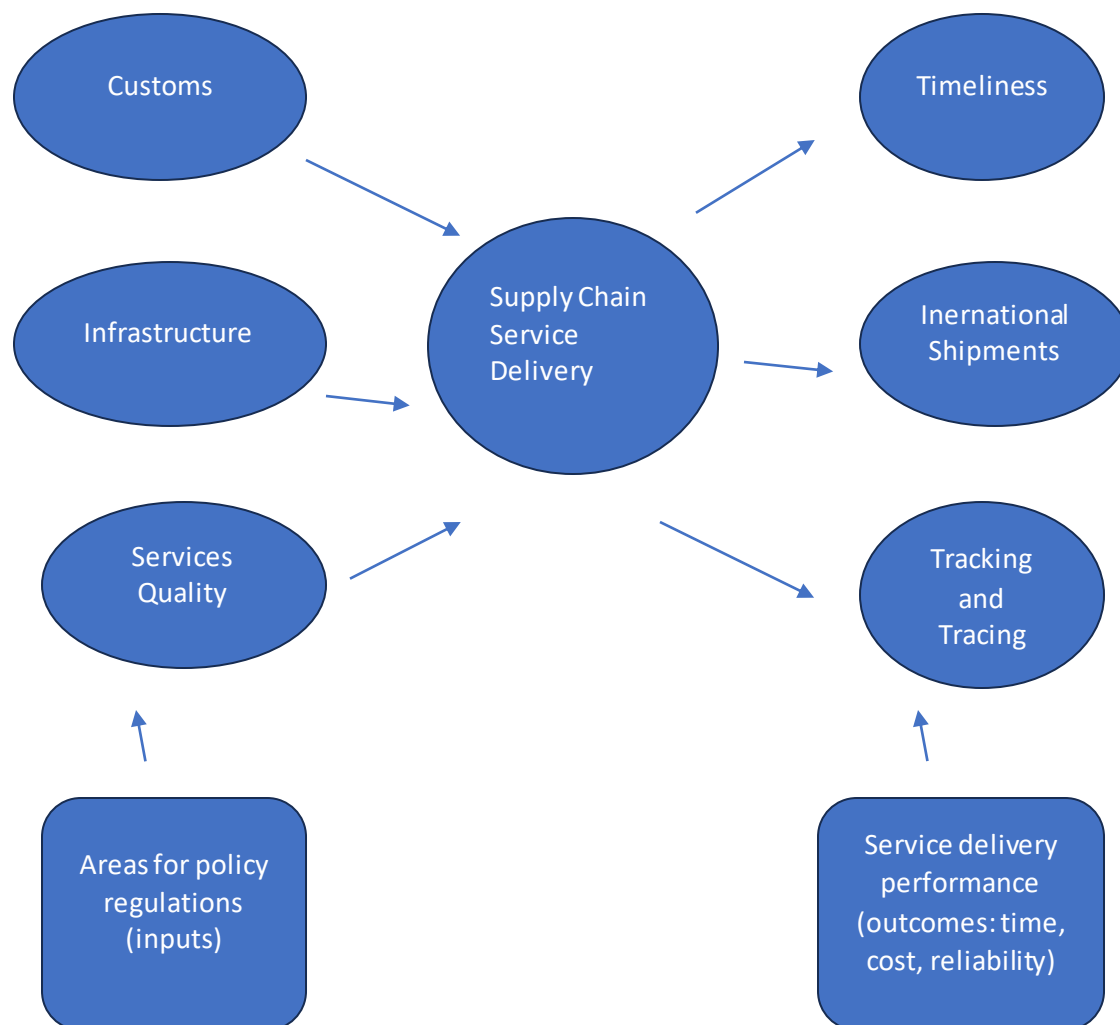 Customs
Timeliness
Infrastructure
Supply Chain
Service
Delivery
Inernational
Shipments
Services
Quality
Tracking
and
Tracing
Areas for policy
regulations
(inputs)
Service delivery
performance
(outcomes: time,
cost, reliability)